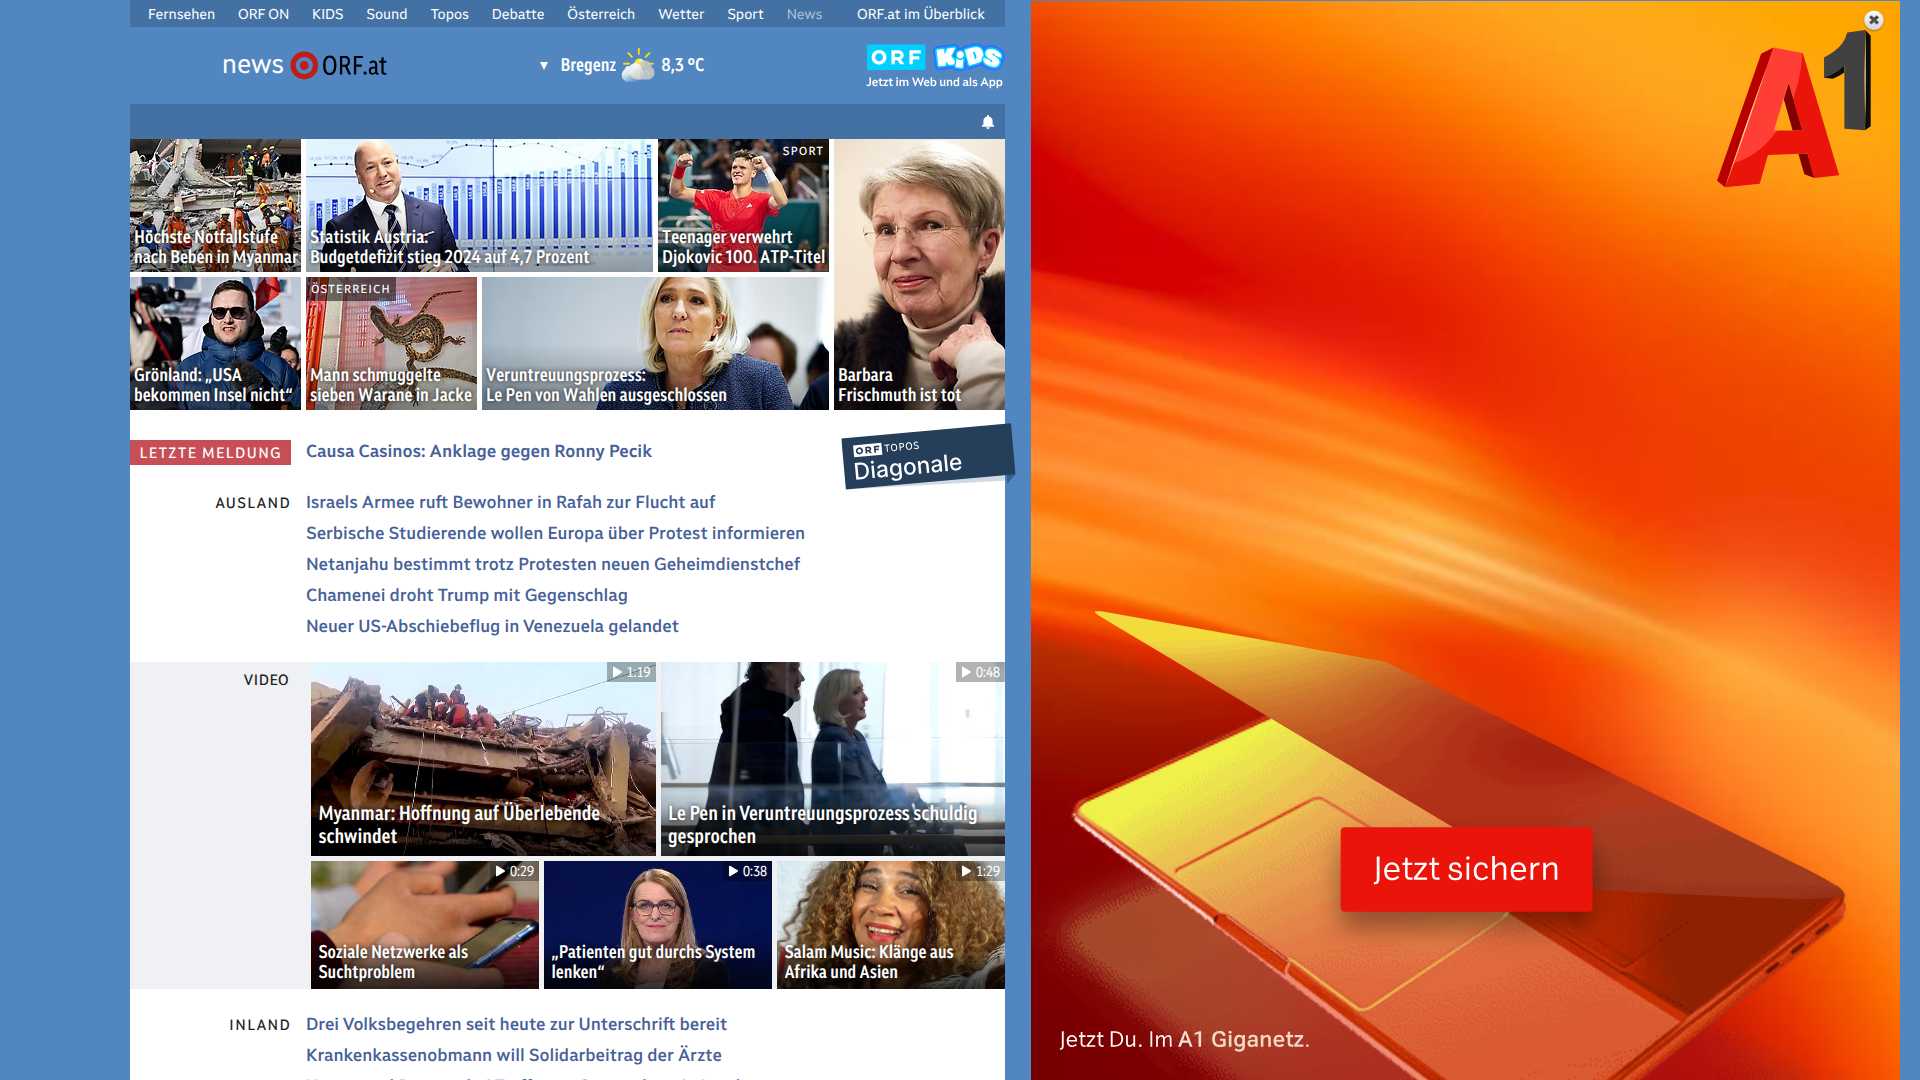 Fernsehen ORF ON KIDS Sound Topos Debatte Österreich Wetter Sport News ORF.at im Überblick
news ORF.at
Bregenz 8,3 °C
ORF KiDS
Jetzt im Web und als App
Höchste Notfallstufe
nach Beben in Myanmar
Statistik Austria:
Budgetdefizit stieg 2024 auf 4,7 Prozent
SPORT
Teenager verwehrt
Djokovic 100. ATP-Titel
Grönland: „USA
bekommen Insel nicht“
ÖSTERREICH
Mann schmuggelte
sieben Warane in Jacke
Veruntreuungsprozess:
Le Pen von Wahlen ausgeschlossen
Barbara
Frischmuth ist tot
LETZTE MELDUNG
Causa Casinos: Anklage gegen Ronny Pecik
ORF TOPOS
Diagonale
AUSLAND
Israels Armee ruft Bewohner in Rafah zur Flucht auf
Serbische Studierende wollen Europa über Protest informieren
Netanjahu bestimmt trotz Protesten neuen Geheimdienstchef
Chamenei droht Trump mit Gegenschlag
Neuer US-Abschiebeflug in Venezuela gelandet
VIDEO
1:19
Myanmar: Hoffnung auf Überlebende
schwindet
0:48
Le Pen in Veruntreuungsprozess schuldig
gesprochen
0:29
Soziale Netzwerke als
Suchtproblem
0:38
„Patienten gut durchs System
lenken“
1:29
Salam Music: Klänge aus
Afrika und Asien
INLAND
Drei Volksbegehren seit heute zur Unterschrift bereit
Krankenkassenobmann will Solidarbeitrag der Ärzte
A1
Jetzt sichern
Jetzt Du. Im A1 Giganetz.